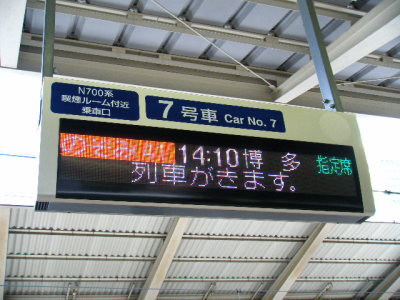 N700系
喫煙ルーム付近
乗車口
7号車 Car No. 7
14:10 博多 指定席
列車がきます。